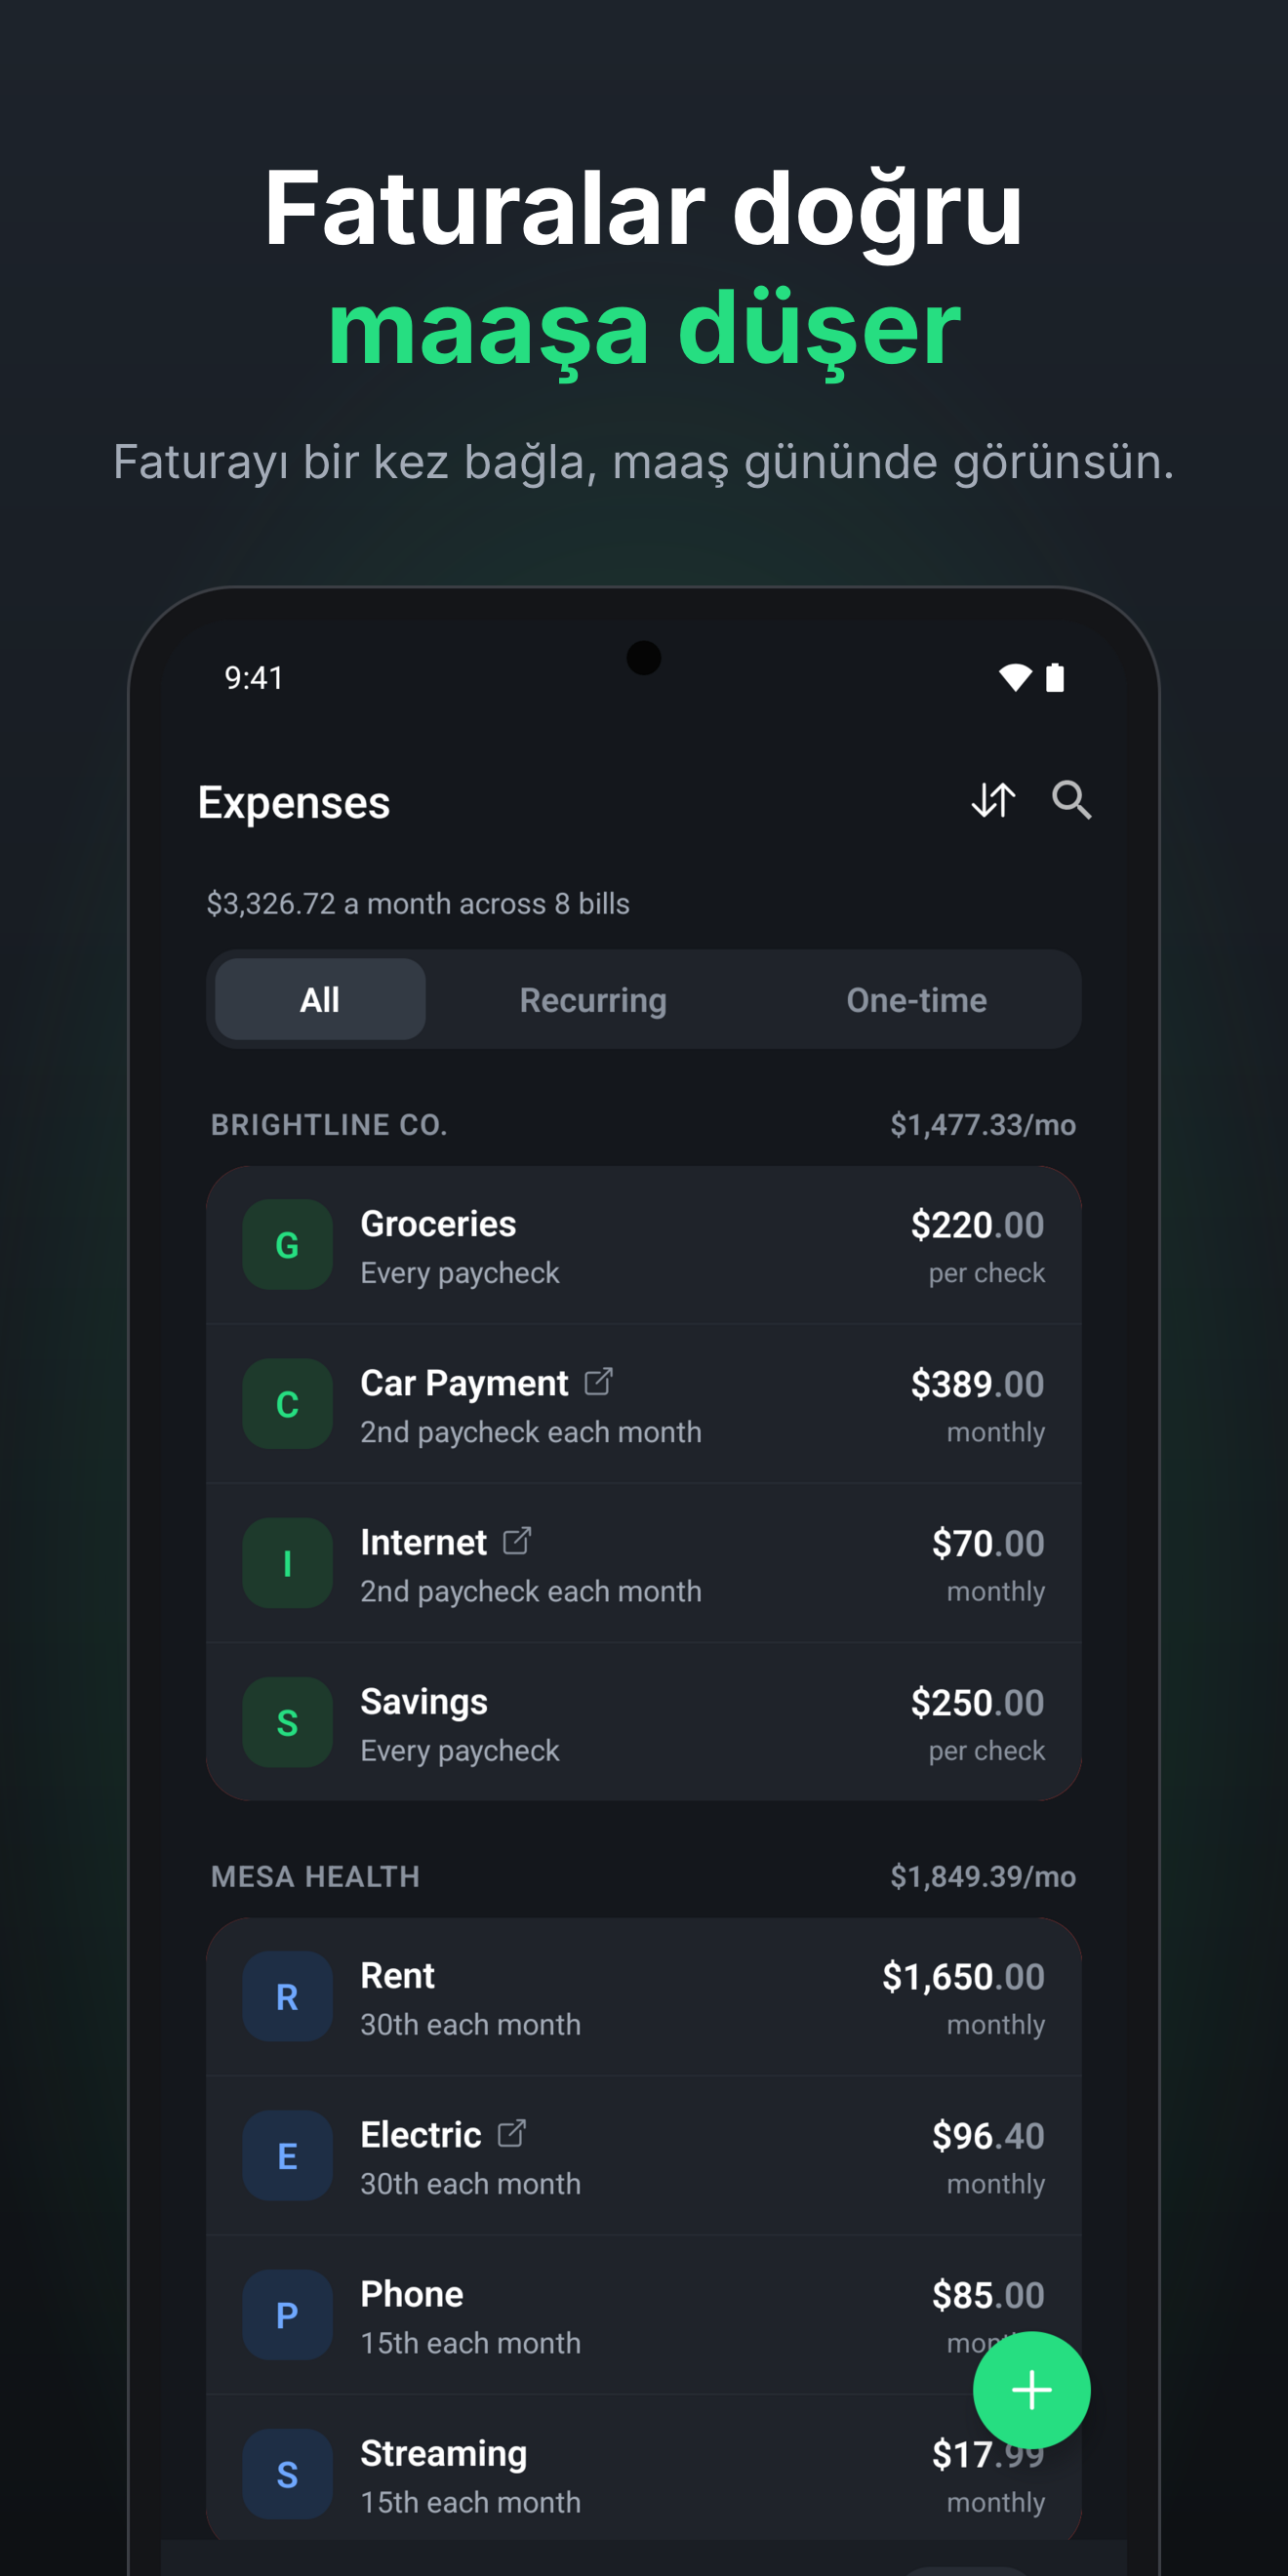 Faturalar doğru
maaşa düşer
Faturayı bir kez bağla, maaş gününde görünsün.
9:41
Expenses
$3,326.72 a month across 8 bills
All Recurring One-time
BRIGHTLINE CO. $1,477.33/mo
G Groceries $220.00
Every paycheck per check
C Car Payment $389.00
2nd paycheck each month monthly
I Internet $70.00
2nd paycheck each month monthly
S Savings $250.00
Every paycheck per check
MESA HEALTH $1,849.39/mo
R Rent $1,650.00
30th each month monthly
E Electric $96.40
30th each month monthly
P Phone $85.00
15th each month
S Streaming $17.99
15th each month monthly